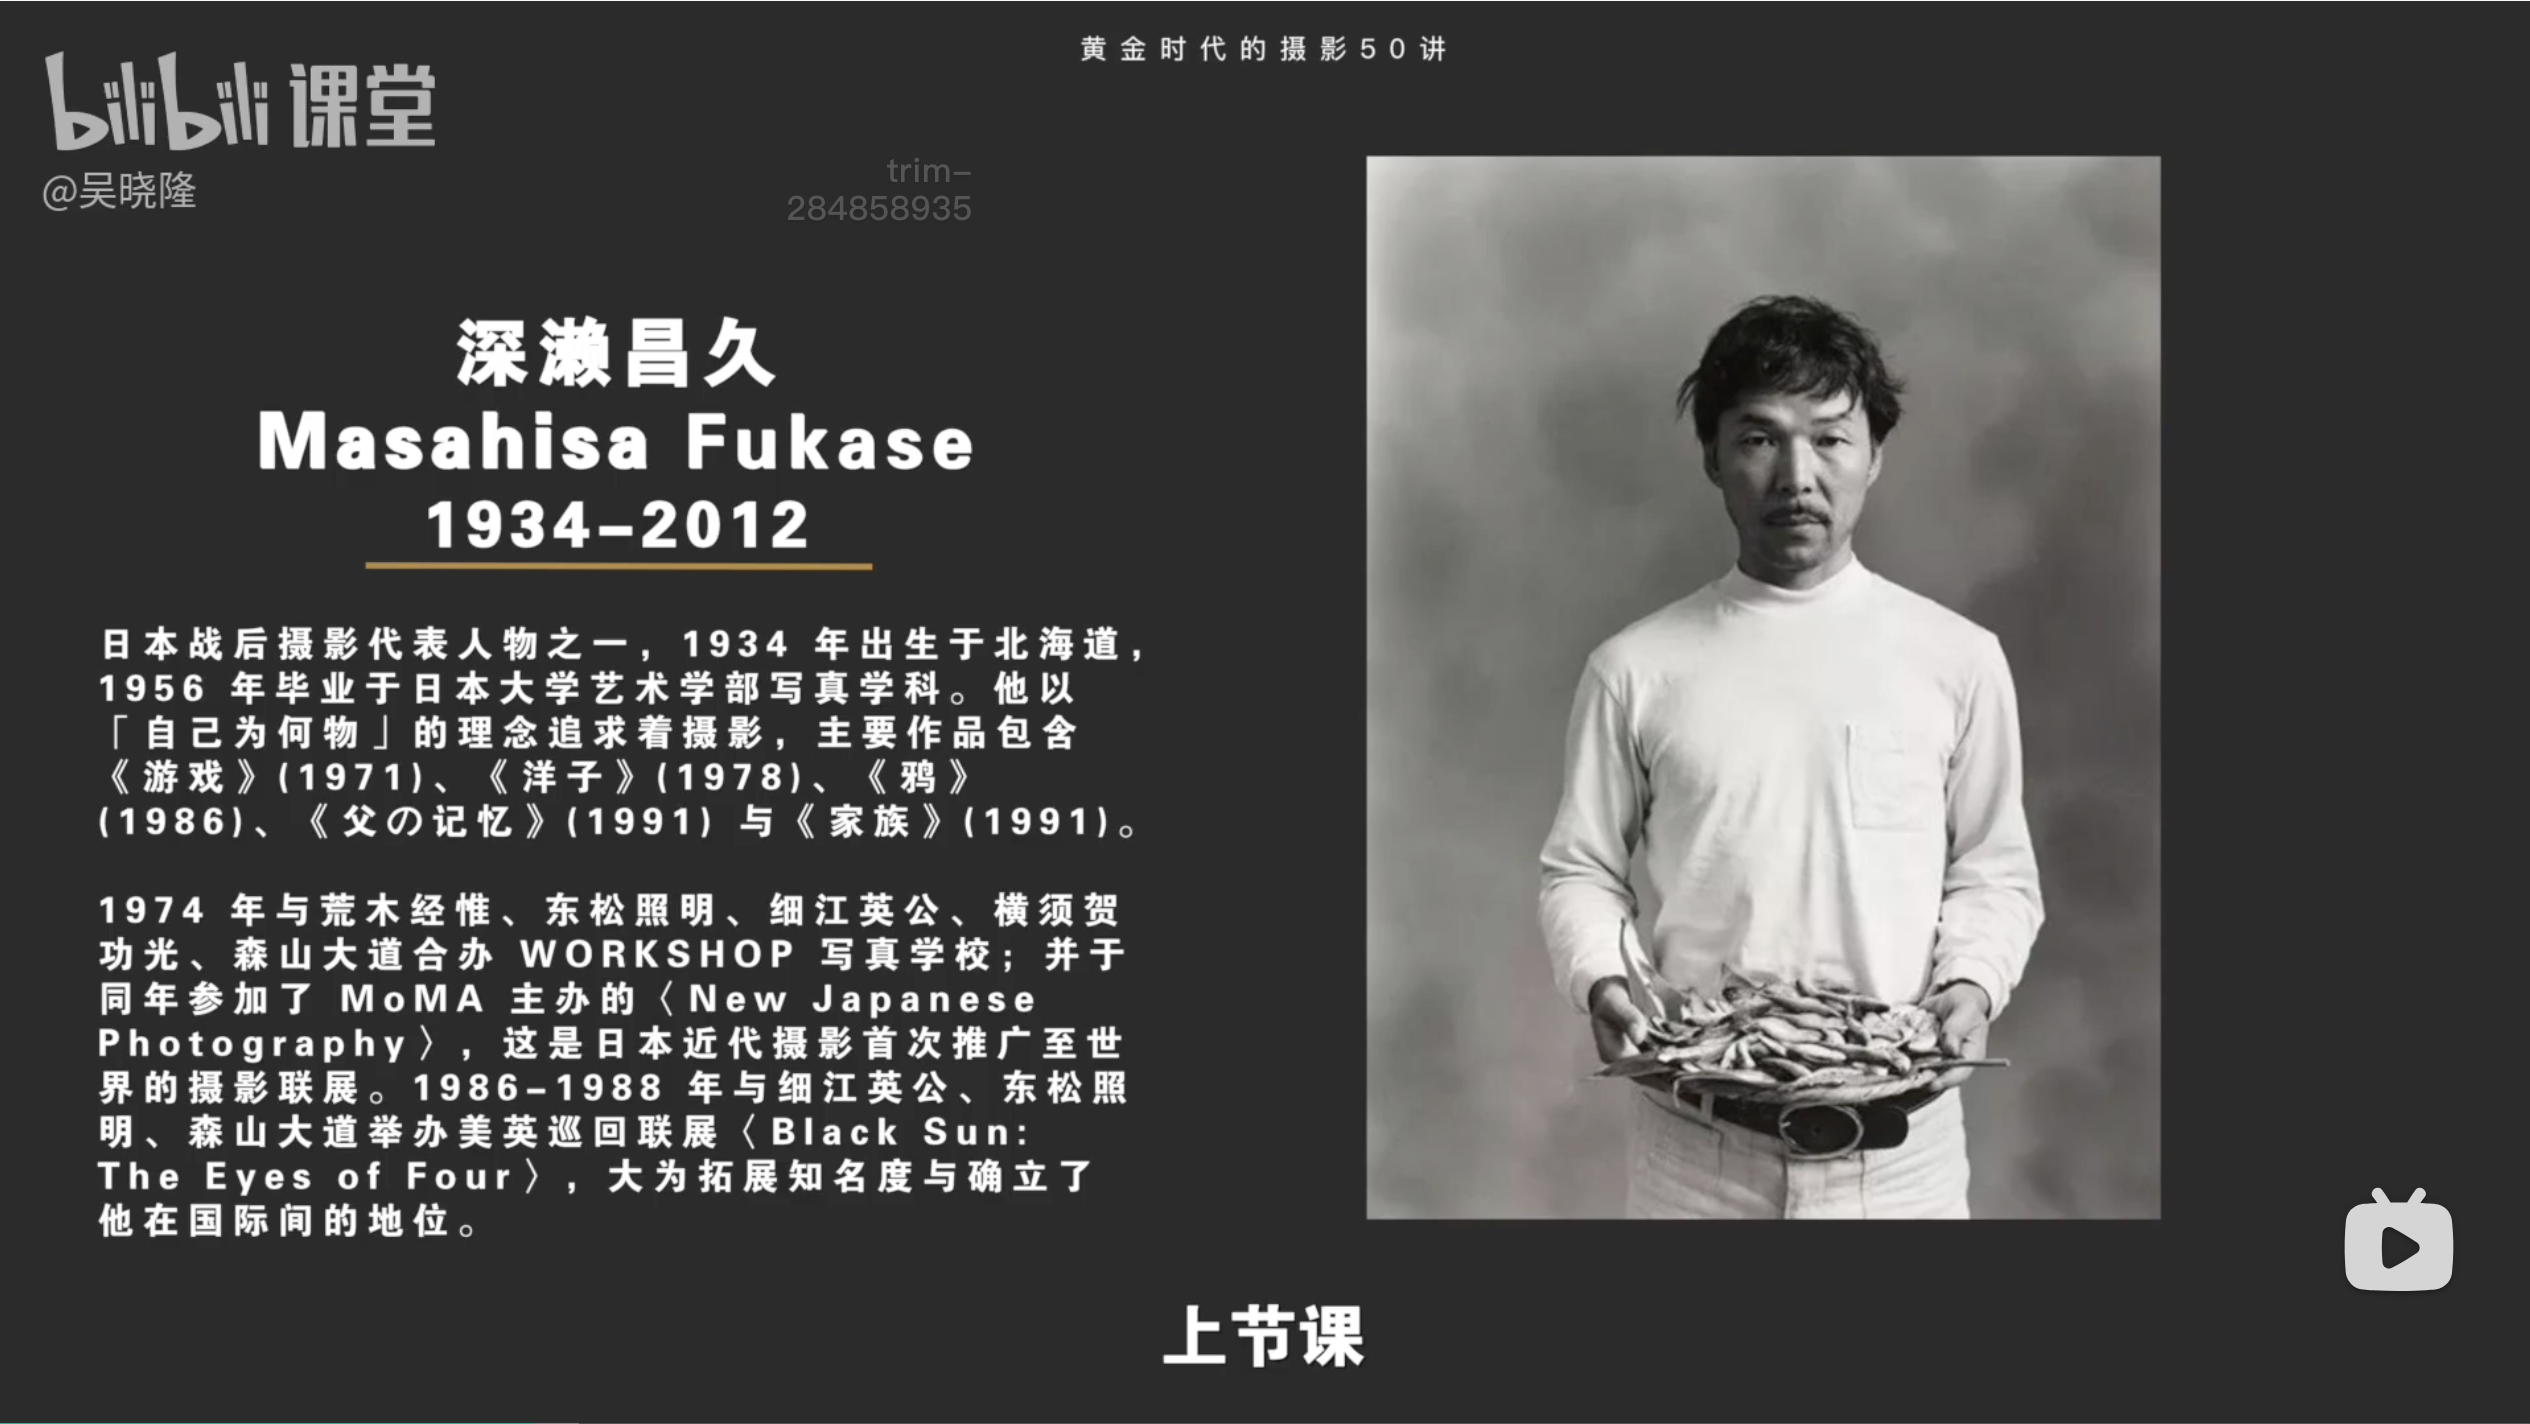 黄金时代的摄影50讲
bilibili 课堂
@吴晓隆
trim-
284858935
深濑昌久
Masahisa Fukase
1934-2012
日本战后摄影代表人物之一，1934 年出生于北海道，
1956 年毕业于日本大学艺术学部写真学科。他以
「自己为何物」的理念追求着摄影，主要作品包含
《游戏》(1971)、《洋子》(1978)、《鸦》
(1986)、《父の记忆》(1991) 与《家族》(1991)。
1974 年与荒木经惟、东松照明、细江英公、横须贺
功光、森山大道合办 WORKSHOP 写真学校；并于
同年参加了 MoMA 主办的〈New Japanese
Photography〉，这是日本近代摄影首次推广至世
界的摄影联展。1986-1988 年与细江英公、东松照
明、森山大道举办美英巡回联展〈Black Sun:
The Eyes of Four〉，大为拓展知名度与确立了
他在国际间的地位。
上节课